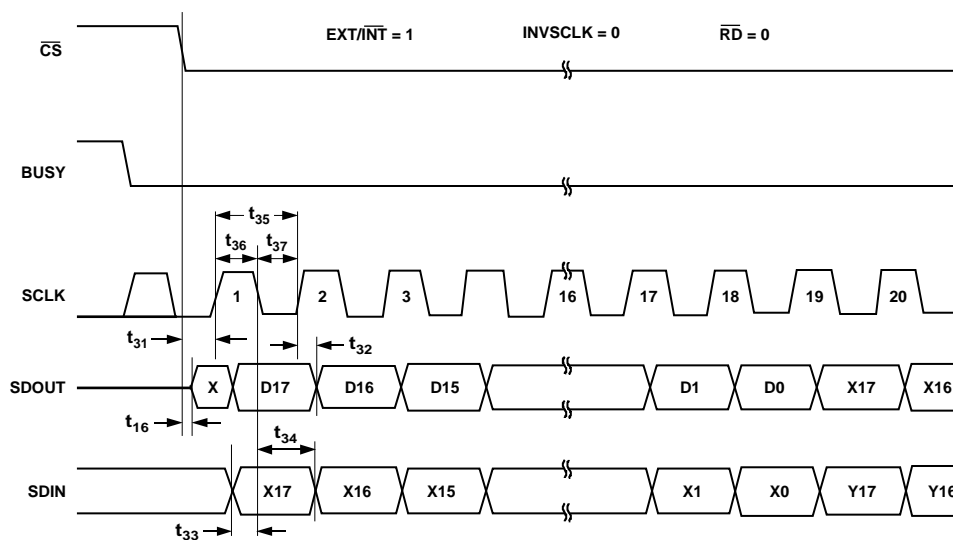 EXT/INT = 1 INVSCLK = 0 RD = 0
CS
BUSY
t35
t36 t37
SCLK 1 2 3 16 17 18 19 20
t31 t32
SDOUT X D17 D16 D15 D1 D0 X17 X16
t16 t34
SDIN X17 X16 X15 X1 X0 Y17 Y16
t33